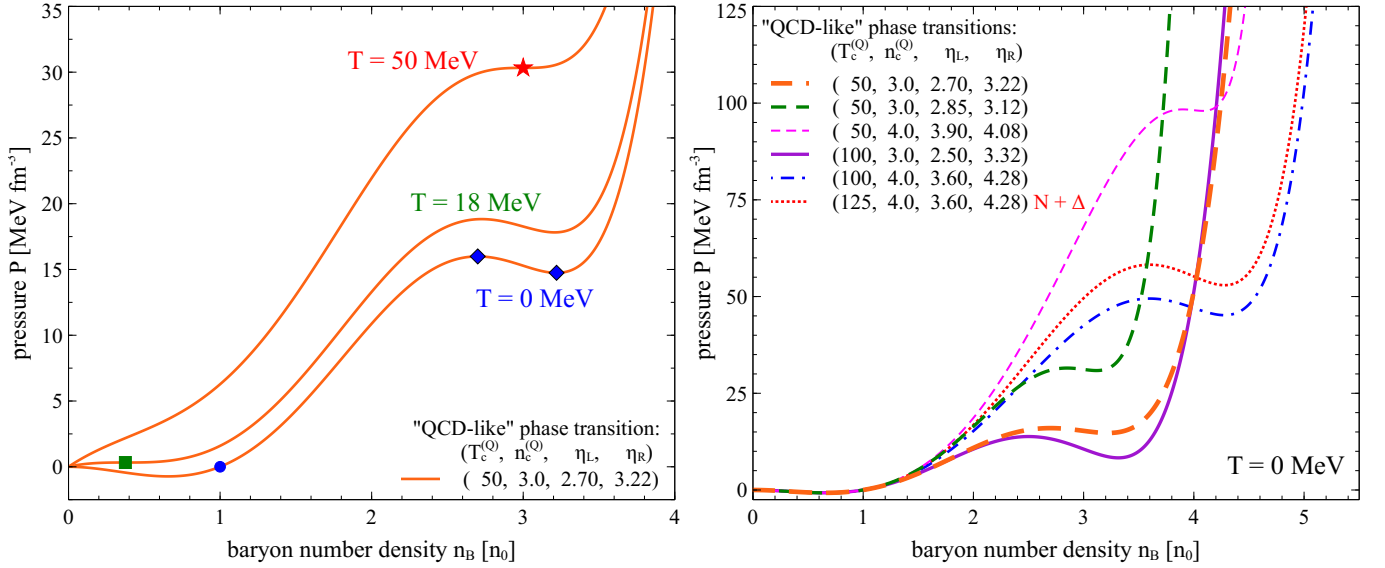 35
30
25
20
15
10
5
0
pressure P [MeV fm⁻³]
T = 50 MeV
T = 18 MeV
T = 0 MeV
"QCD-like" phase transition:
(T_c^(Q), n_c^(Q), η_L, η_R)
( 50, 3.0, 2.70, 3.22)
0 1 2 3 4
baryon number density n_B [n_0]
125
100
75
50
25
0
pressure P [MeV fm⁻³]
"QCD-like" phase transitions:
(T_c^(Q), n_c^(Q), η_L, η_R)
( 50, 3.0, 2.70, 3.22)
( 50, 3.0, 2.85, 3.12)
( 50, 4.0, 3.90, 4.08)
(100, 3.0, 2.50, 3.32)
(100, 4.0, 3.60, 4.28)
(125, 4.0, 3.60, 4.28) N + Δ
T = 0 MeV
0 1 2 3 4 5
baryon number density n_B [n_0]